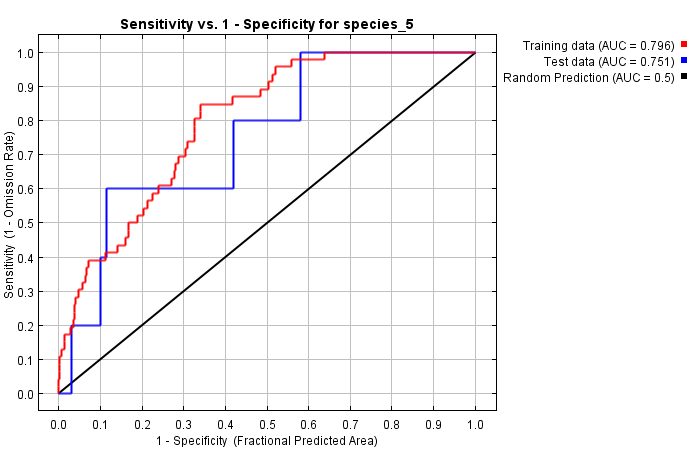 Sensitivity vs. 1 - Specificity for species_5
Training data (AUC = 0.796)
Test data (AUC = 0.751)
Random Prediction (AUC = 0.5)
Sensitivity (1 - Omission Rate)
1.0
0.9
0.8
0.7
0.6
0.5
0.4
0.3
0.2
0.1
0.0
0.0 0.1 0.2 0.3 0.4 0.5 0.6 0.7 0.8 0.9 1.0
1 - Specificity (Fractional Predicted Area)